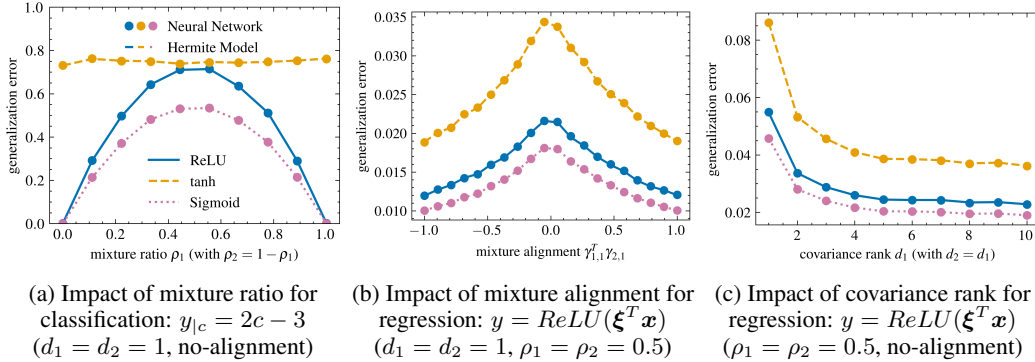 generalization error
1.0
0.8
0.6
0.4
0.2
0.0
Neural Network
Hermite Model
ReLU
tanh
Sigmoid
0.0 0.2 0.4 0.6 0.8 1.0
mixture ratio ρ₁ (with ρ₂ = 1 − ρ₁)
(a) Impact of mixture ratio for
classification: y|c = 2c − 3
(d₁ = d₂ = 1, no-alignment)
generalization error
0.035
0.030
0.025
0.020
0.015
0.010
−1.0 −0.5 0.0 0.5 1.0
mixture alignment γᵀ₁,₁γ₂,₁
(b) Impact of mixture alignment for
regression: y = ReLU(ξᵀx)
(d₁ = d₂ = 1, ρ₁ = ρ₂ = 0.5)
generalization error
0.08
0.06
0.04
0.02
2 4 6 8 10
covariance rank d₁ (with d₂ = d₁)
(c) Impact of covariance rank for
regression: y = ReLU(ξᵀx)
(ρ₁ = ρ₂ = 0.5, no-alignment)